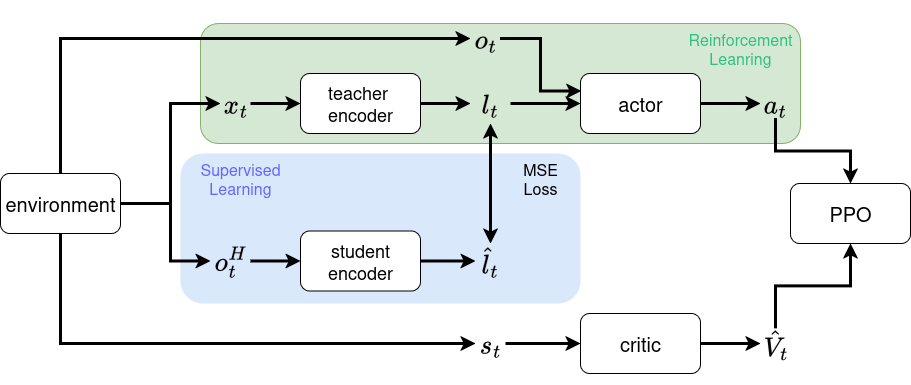 o_t
Reinforcement
Leanring
x_t
teacher
encoder
l_t
actor
a_t
Supervised
Learning
MSE
Loss
environment
PPO
o_t^H
student
encoder
\hat{l}_t
s_t
critic
\hat{V}_t